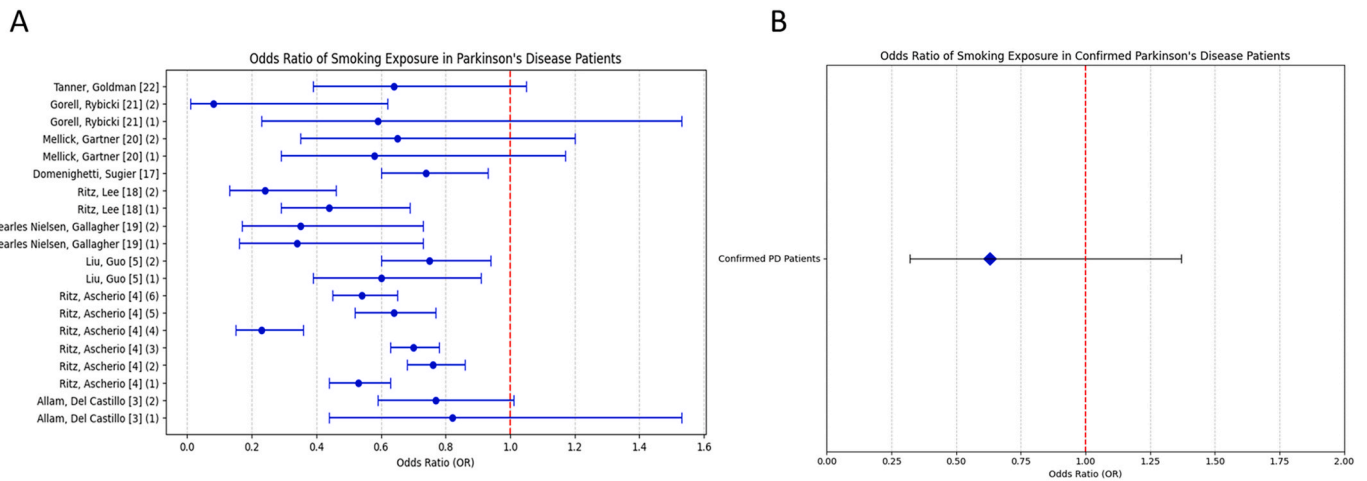 A
B
Odds Ratio of Smoking Exposure in Parkinson's Disease Patients
Tanner, Goldman [22]
Gorell, Rybicki [21] (2)
Gorell, Rybicki [21] (1)
Mellick, Gartner [20] (2)
Mellick, Gartner [20] (1)
Domenighetti, Sugier [17]
Ritz, Lee [18] (2)
Ritz, Lee [18] (1)
earles Nielsen, Gallagher [19] (2)
earles Nielsen, Gallagher [19] (1)
Liu, Guo [5] (2)
Liu, Guo [5] (1)
Ritz, Ascherio [4] (6)
Ritz, Ascherio [4] (5)
Ritz, Ascherio [4] (4)
Ritz, Ascherio [4] (3)
Ritz, Ascherio [4] (2)
Ritz, Ascherio [4] (1)
Allam, Del Castillo [3] (2)
Allam, Del Castillo [3] (1)
0.0 0.2 0.4 0.6 0.8 1.0 1.2 1.4 1.6
Odds Ratio (OR)
Odds Ratio of Smoking Exposure in Confirmed Parkinson's Disease Patients
Confirmed PD Patients
0.00 0.25 0.50 0.75 1.00 1.25 1.50 1.75 2.00
Odds Ratio (OR)